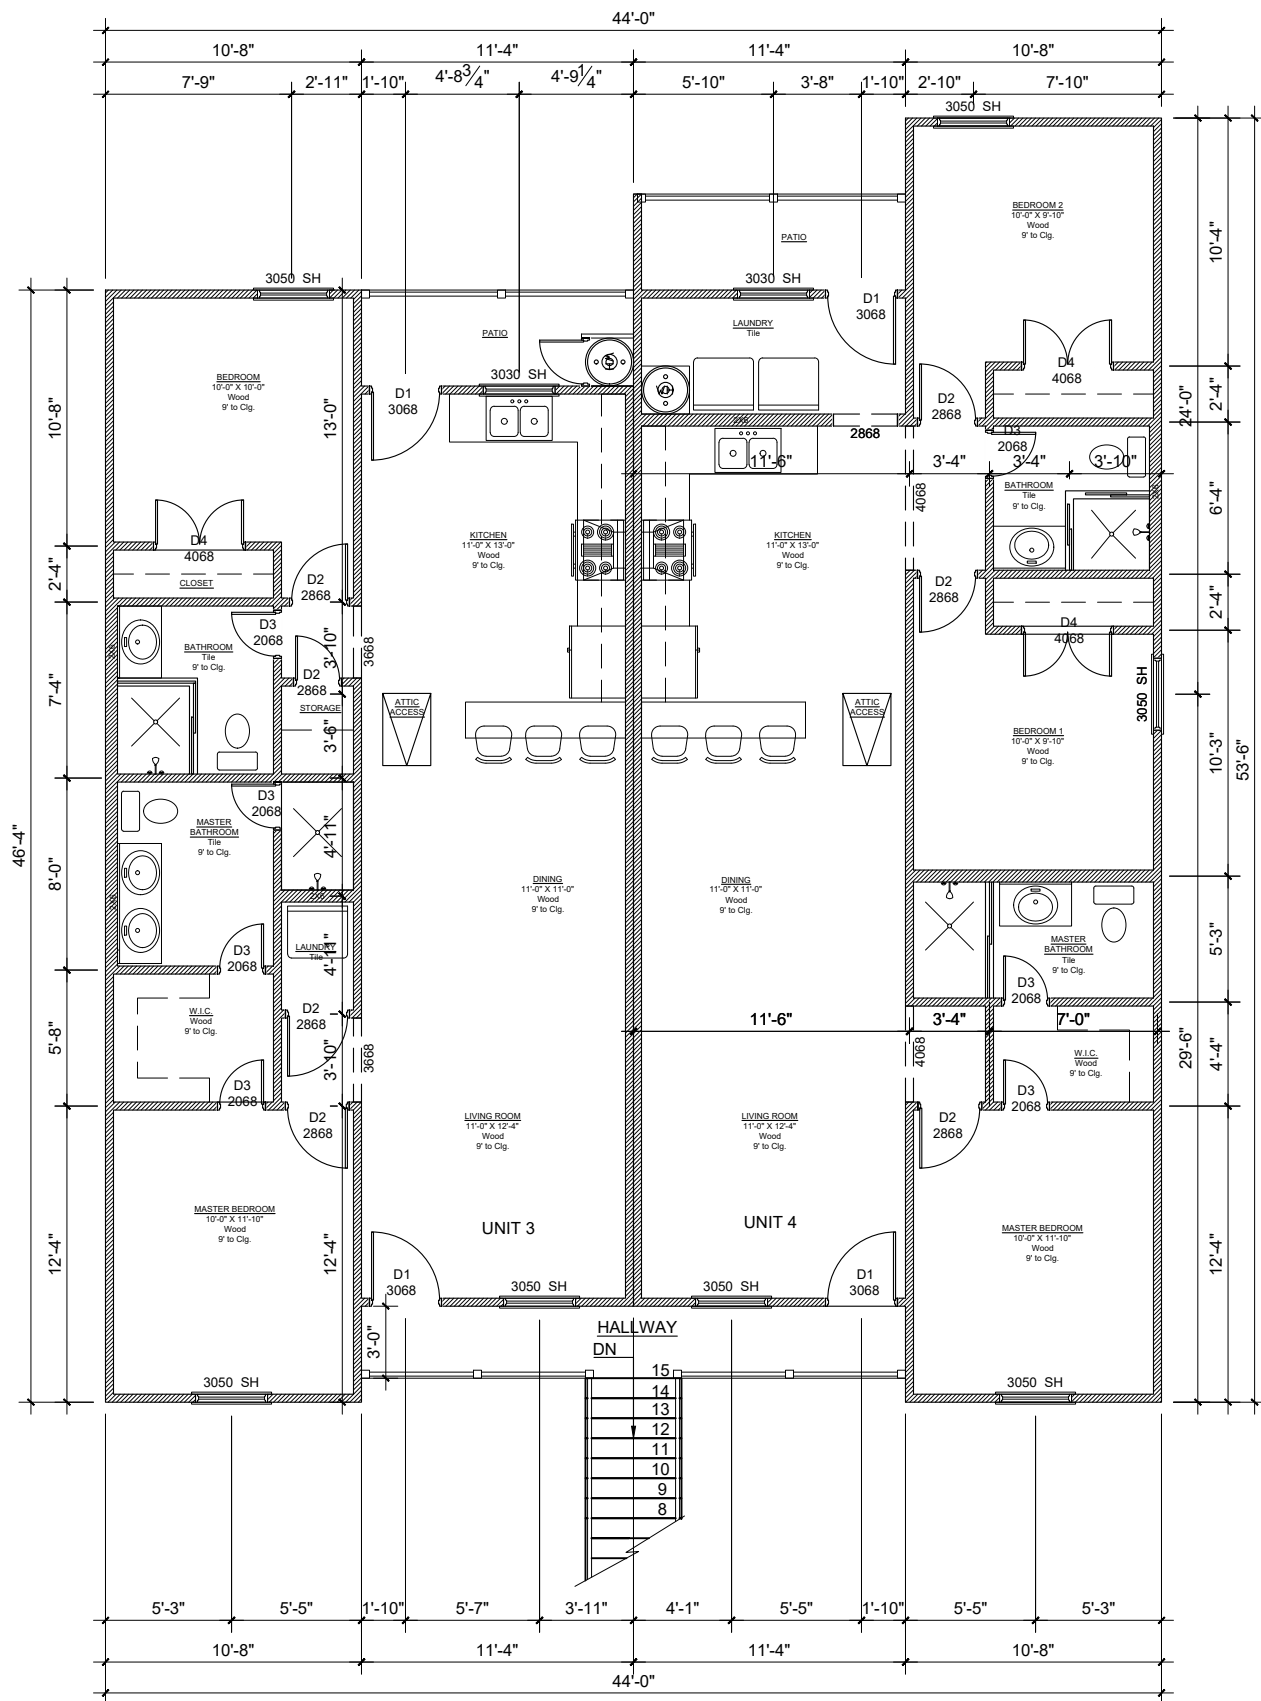 44'-0"
10'-8" 11'-4" 11'-4" 10'-8"
7'-9" 2'-11" 1'-10" 4'-8 3/4" 4'-9 1/4" 5'-10" 3'-8" 1'-10" 2'-10" 7'-10"
3050 SH
BEDROOM 2
10'-0" X 9'-10"
Wood
9' to Clg.
PATIO
10'-4"
3050 SH
3030 SH
D1
3068
PATIO
LAUNDRY
Tile
3030 SH
BEDROOM
10'-0" X 10'-0"
Wood
9' to Clg.
10'-8"
13'-0"
D1
3068
D4
4068
2'-4"
24'-0"
D2
2868
2868
D3
2068
11'-6" 3'-4" 3'-4" 3'-10"
BATHROOM
Tile
9' to Clg.
4068
6'-4"
D4
4068
CLOSET
2'-4"
KITCHEN
11'-0" X 13'-0"
Wood
9' to Clg.
KITCHEN
11'-0" X 13'-0"
Wood
9' to Clg.
D2
2868
D2
2868
2'-4"
D3
2068
D4
4068
BATHROOM
Tile
9' to Clg.
7'-4"
3'-10"
3668
D2
2868
STORAGE
3'-6"
ATTIC
ACCESS
ATTIC
ACCESS
3050 SH
BEDROOM 1
10'-0" X 9'-10"
Wood
9' to Clg.
10'-3"
53'-6"
D3
2068
MASTER
BATHROOM
Tile
9' to Clg.
46'-4"
8'-0"
4'-11"
DINING
11'-0" X 11'-0"
Wood
9' to Clg.
DINING
11'-0" X 11'-0"
Wood
9' to Clg.
MASTER
BATHROOM
Tile
9' to Clg.
5'-3"
LAUNDRY
Tile
4'-1"
D3
2068
D3
2068
W.I.C.
Wood
9' to Clg.
5'-8"
D2
2868
3'-10"
3668
11'-6" 3'-4" 7'-0"
4068
W.I.C.
Wood
9' to Clg.
29'-6"
4'-4"
D3
2068
D3
2068
D2
2868
D2
2868
LIVING ROOM
11'-0" X 12'-4"
Wood
9' to Clg.
LIVING ROOM
11'-0" X 12'-4"
Wood
9' to Clg.
MASTER BEDROOM
10'-0" X 11'-10"
Wood
9' to Clg.
UNIT 3
UNIT 4
MASTER BEDROOM
10'-0" X 11'-10"
Wood
9' to Clg.
12'-4"
12'-4"
12'-4"
D1
3068
3050 SH
3050 SH
D1
3068
3'-0"
HALLWAY
DN
3050 SH
3050 SH
15
14
13
12
11
10
9
8
5'-3" 5'-5" 1'-10" 5'-7" 3'-11" 4'-1" 5'-5" 1'-10" 5'-5" 5'-3"
10'-8" 11'-4" 11'-4" 10'-8"
44'-0"